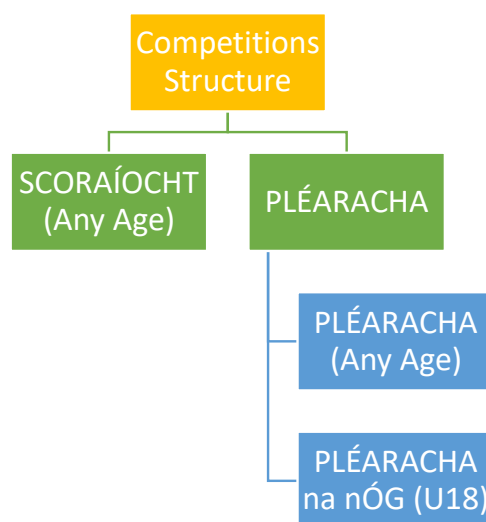 Competitions
Structure
SCORAÍOCHT
(Any Age)
PLÉARACHA
PLÉARACHA
(Any Age)
PLÉARACHA
na nÓG (U18)